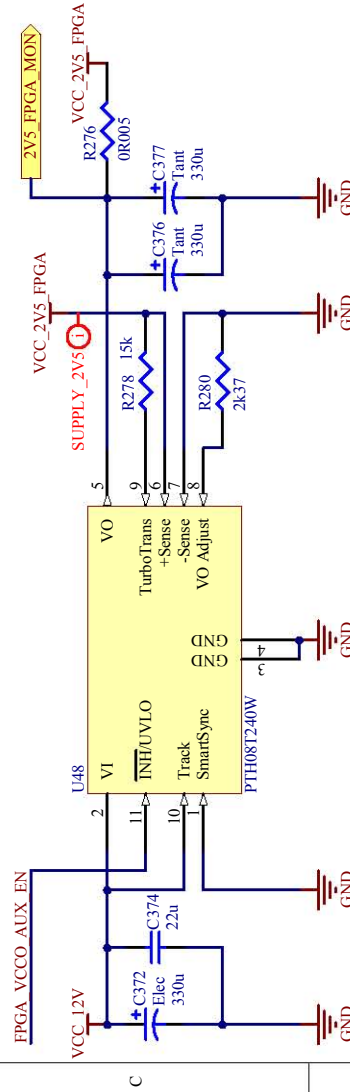 FPGA_VCCO_AUX_EN
VCC_12V
C372
Elec
330u
C374
22u
GND
GND
2
11
10
1
U48
VI
INH/UVLO
Track
SmartSync
GND
GND
3
4
GND
PTH08T240W
VO
TurboTrans
+Sense
-Sense
VO Adjust
5
9
6
7
8
R278
15k
R280
2k37
SUPPLY_2V5
i
VCC_2V5_FPGA
GND
C376
Tant
330u
C377
Tant
330u
GND
R276
0R005
VCC_2V5_FPGA
2V5_FPGA_MON
C